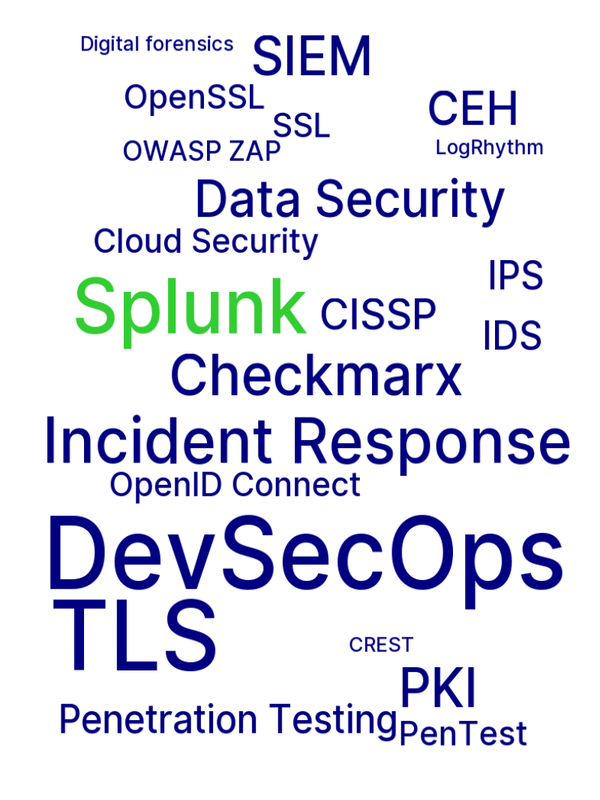 Digital forensics
SIEM
OpenSSL
CEH
SSL
OWASP ZAP
LogRhythm
Data Security
Cloud Security
IPS
Splunk
CISSP
IDS
Checkmarx
Incident Response
OpenID Connect
DevSecOps
TLS
CREST
PKI
Penetration Testing
PenTest